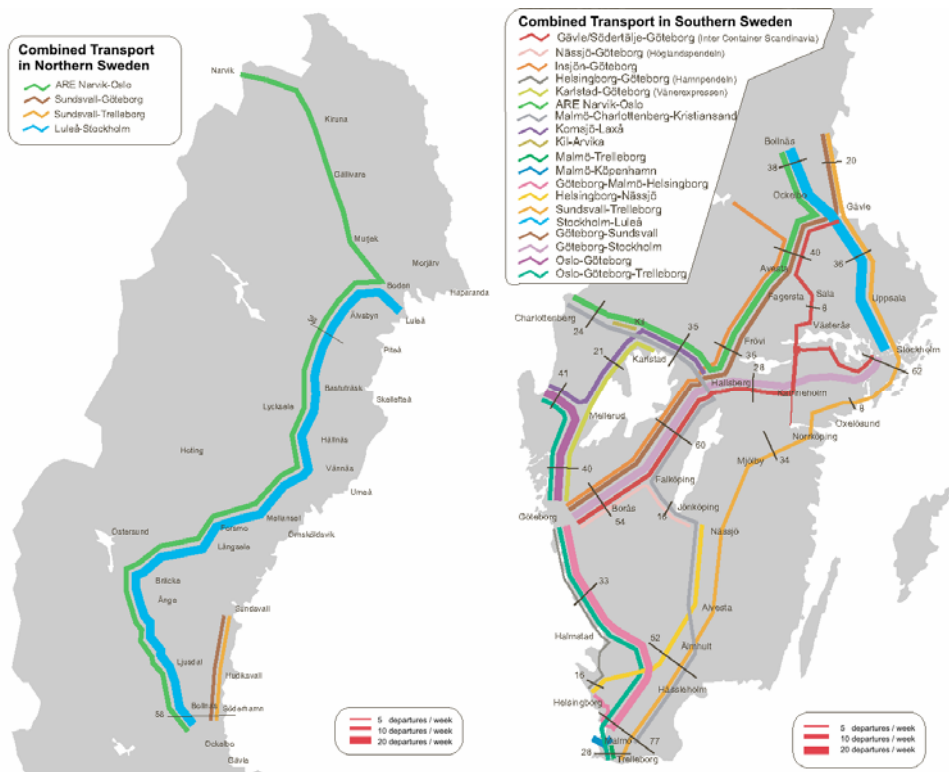 Combined Transport
in Northern Sweden
ARE Narvik-Oslo
Sundsvall-Göteborg
Sundsvall-Trelleborg
Luleå-Stockholm
Narvik
Kiruna
Gällivara
Murjek
Morjärv
Boden
Haparanda
Luleå
Älvsbyn
36
Piteå
Bastuträsk
Skellefteå
Lycksele
Hällnäs
Hoting
Vännäs
Umeå
Mellansel
Östersund
Forsmo
Örnsköldsvik
Långsele
Bräcke
Ånge
Sundsvall
Ljusdal
Hudiksvall
Bollnäs
Söderhamn
56
Ockelbo
Gävle
5 departures / week
10 departures / week
20 departures / week
Combined Transport in Southern Sweden
Gävle/Södertälje-Göteborg (Inter Container Scandinavia)
Nässjö-Göteborg (Höglandspendeln)
Insjön-Göteborg
Helsingborg-Göteborg (Hamnpendeln)
Karlstad-Göteborg (Vänerexpressen)
ARE Narvik-Oslo
Malmö-Charlottenberg-Kristiansand
Kornsjö-Laxå
Kil-Arvika
Malmö-Trelleborg
Malmö-Köpenhamn
Göteborg-Malmö-Helsingborg
Helsingborg-Nässjö
Sundsvall-Trelleborg
Stockholm-Luleå
Göteborg-Sundsvall
Göteborg-Stockholm
Oslo-Göteborg
Oslo-Göteborg-Trelleborg
Bollnäs
38
20
Ockelbo
Gävle
40
36
Avesta
Fagersta
Sala
8
Uppsala
Västerås
Charlottenberg
24
Kil
35
Karlstad
21
Frövi
35
Stockholm
62
28
Hallsberg
Katrineholm
41
Mellerud
8
Oxelösund
Norrköping
60
34
Mjölby
40
Falköping
Göteborg
Borås
54
Jönköping
16
Nässjö
33
Alvesta
Halmstad
52
Älmhult
16
Hässleholm
Helsingborg
77
Malmö
28
Trelleborg
5 departures / week
10 departures / week
20 departures / week